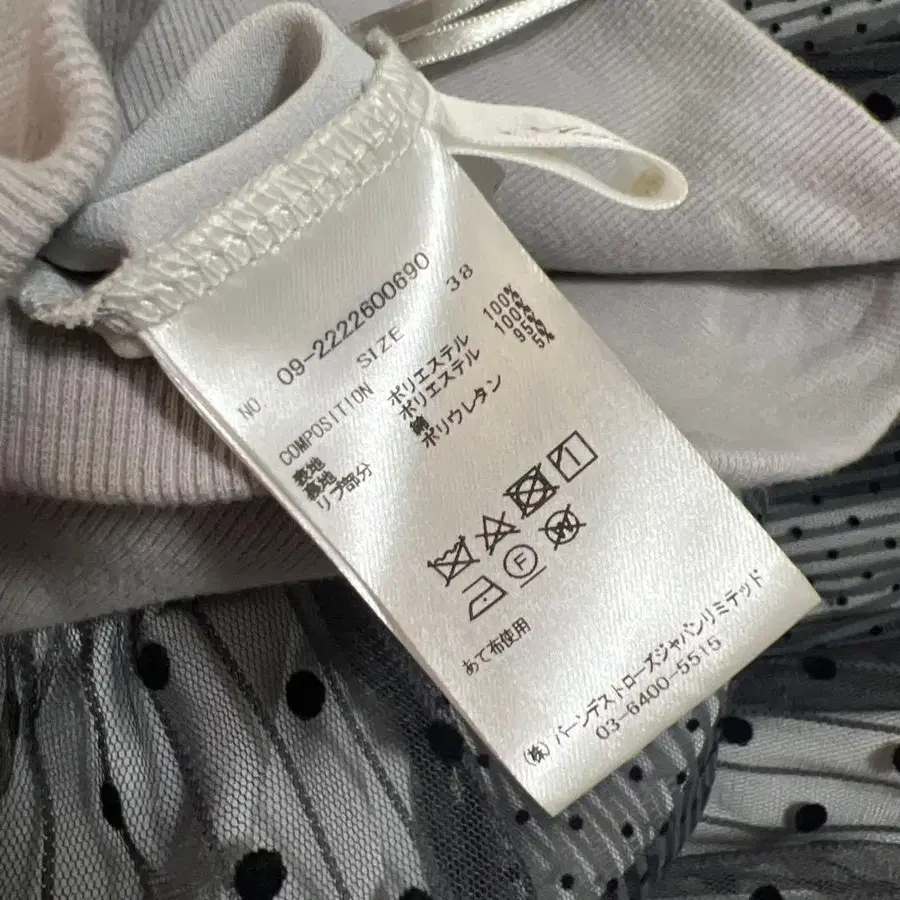 NO. 09-2222600690
SIZE 38
COMPOSITION
表地 ポリエステル 100%
裏地 ポリエステル 100%
リブ部分 綿 95%
ポリウレタン 5%
F
W
あて布使用
(株) バーンデストローズジャパンリミテッド
03-6400-5515